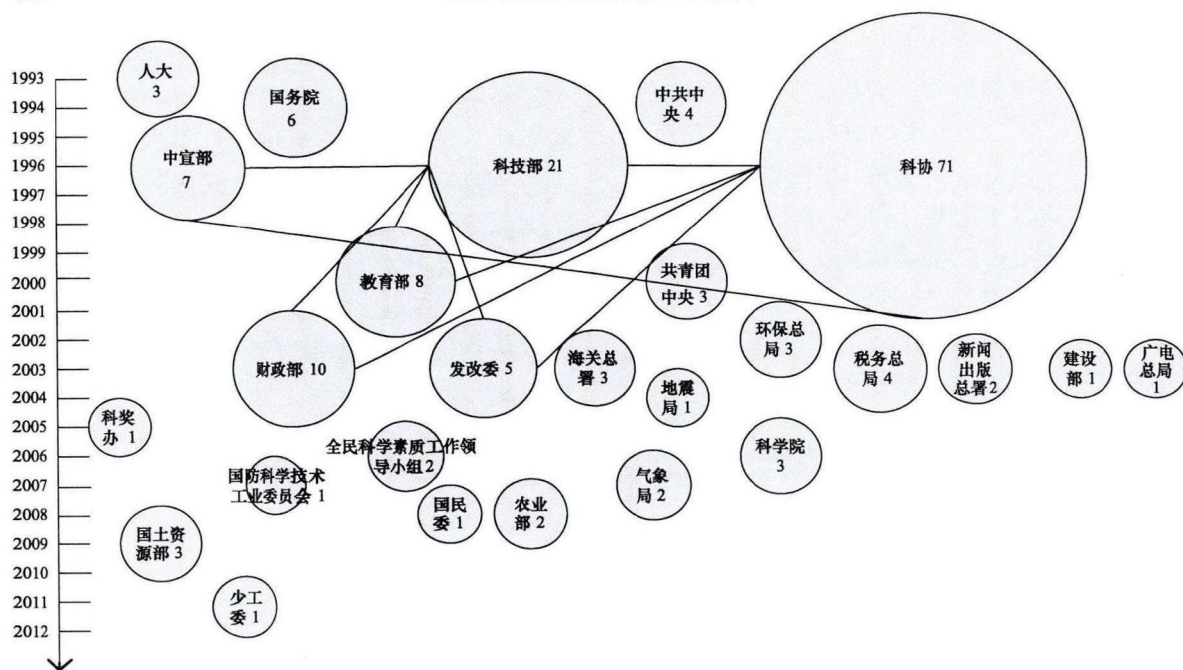 1993
1994
1995
1996
1997
1998
1999
2000
2001
2002
2003
2004
2005
2006
2007
2008
2009
2010
2011
2012
人大
3
国务院
6
中共中
央 4
中宣部
7
科技部 21
科协 71
教育部 8
共青团
中央 3
财政部 10
发改委 5
海关总
署 3
环保总
局 3
税务总
局 4
新闻
出版
总署2
建设
部 1
广电
总局
1
地震
局 1
科奖
办 1
全民科学素质工作领
导小组2
科学院
3
国防科学技术
工业委员会 1
气象
局 2
国民
委 1
农业
部 2
国土资
源部 3
少工
委 1